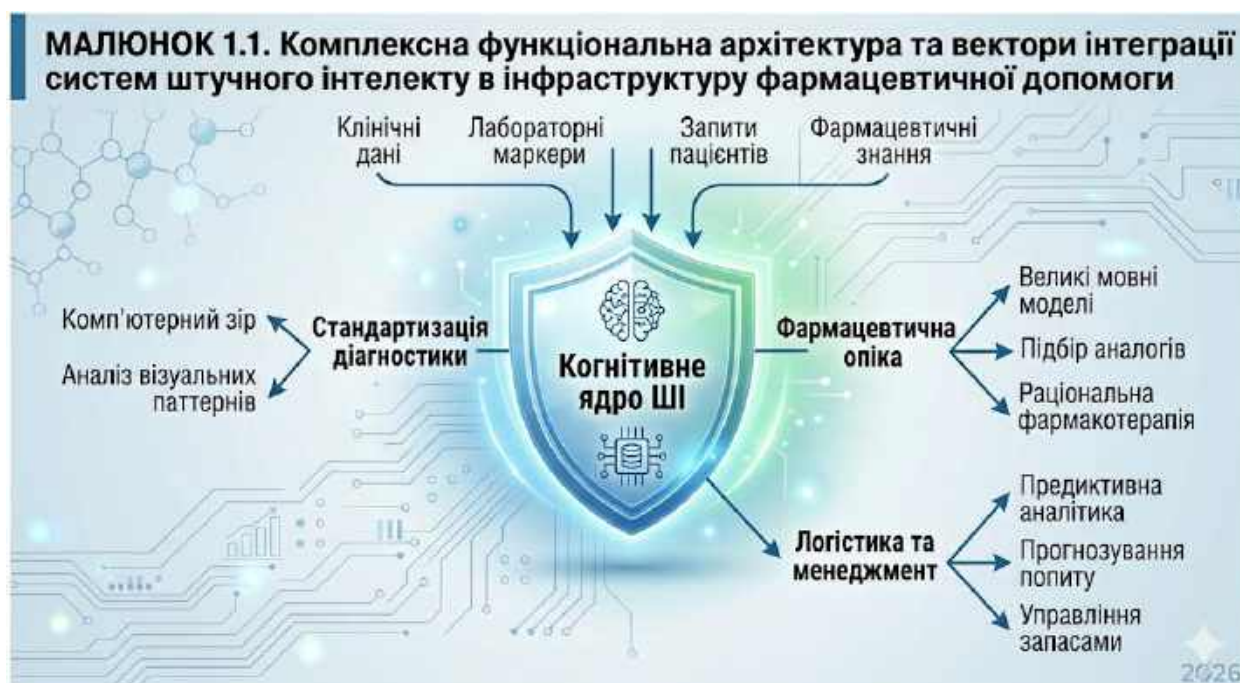 МАЛЮНОК 1.1. Комплексна функціональна архітектура та вектори інтеграції
систем штучного інтелекту в інфраструктуру фармацевтичної допомоги
Клінічні
дані
Лабораторні
маркери
Запити
пацієнтів
Фармацевтичні
знання
Комп'ютерний зір
Аналіз візуальних
паттернів
Стандартизація
діагностики
Когнітивне
ядро ШІ
Фармацевтична
опіка
Великі мовні
моделі
Підбір аналогів
Раціональна
фармакотерапія
Логістика та
менеджмент
Предиктивна
аналітика
Прогнозування
попиту
Управління
запасами
2026